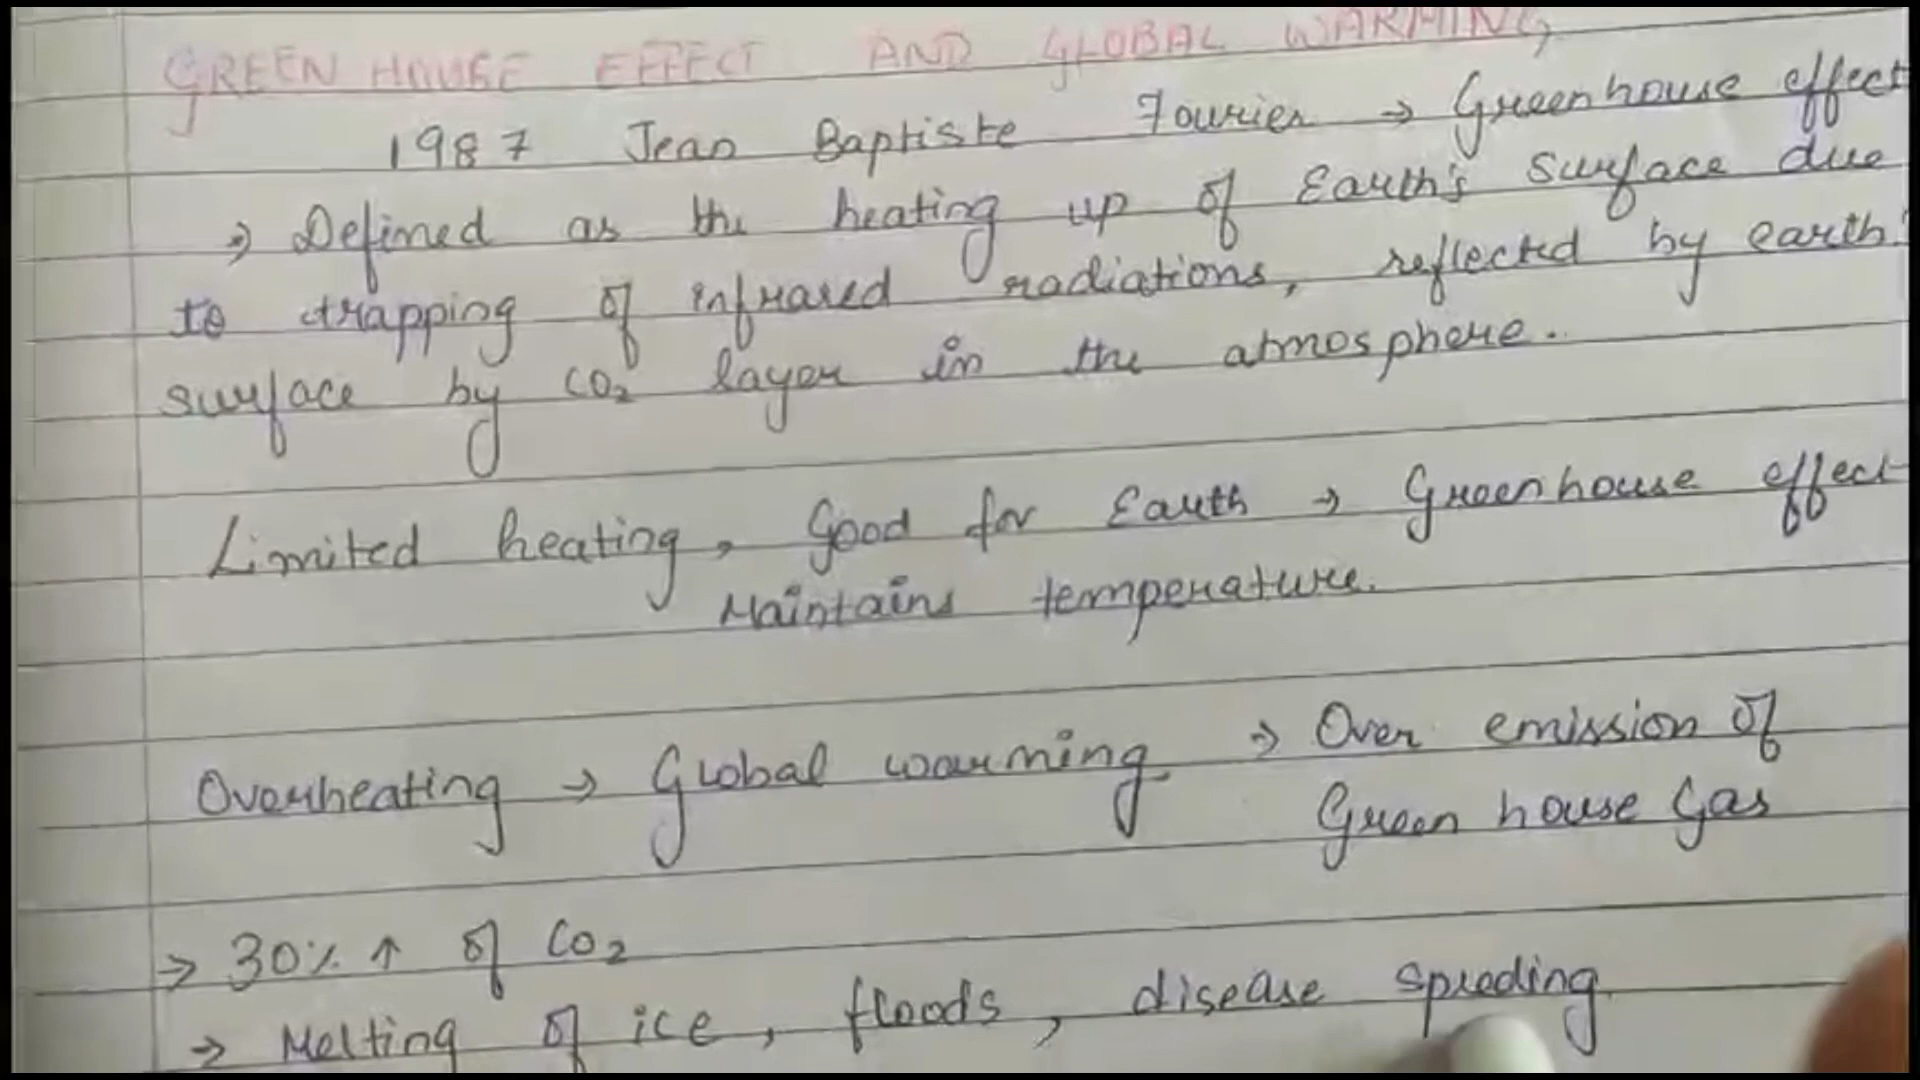 GREEN HOUSE EFFECT AND GLOBAL WARMING
1987 Jean Baptiste Fourier → Greenhouse effect
→ Defined as the heating up of Earth's surface due
to trapping of infrared radiations, reflected by earth's
surface by CO₂ layer in the atmosphere.
Limited heating, Good for Earth → Greenhouse effect
Maintains temperature.
Overheating → Global warming → Over emission of
Green house Gas
→ 30% ↑ of CO₂
→ Melting of ice, floods, disease spreding